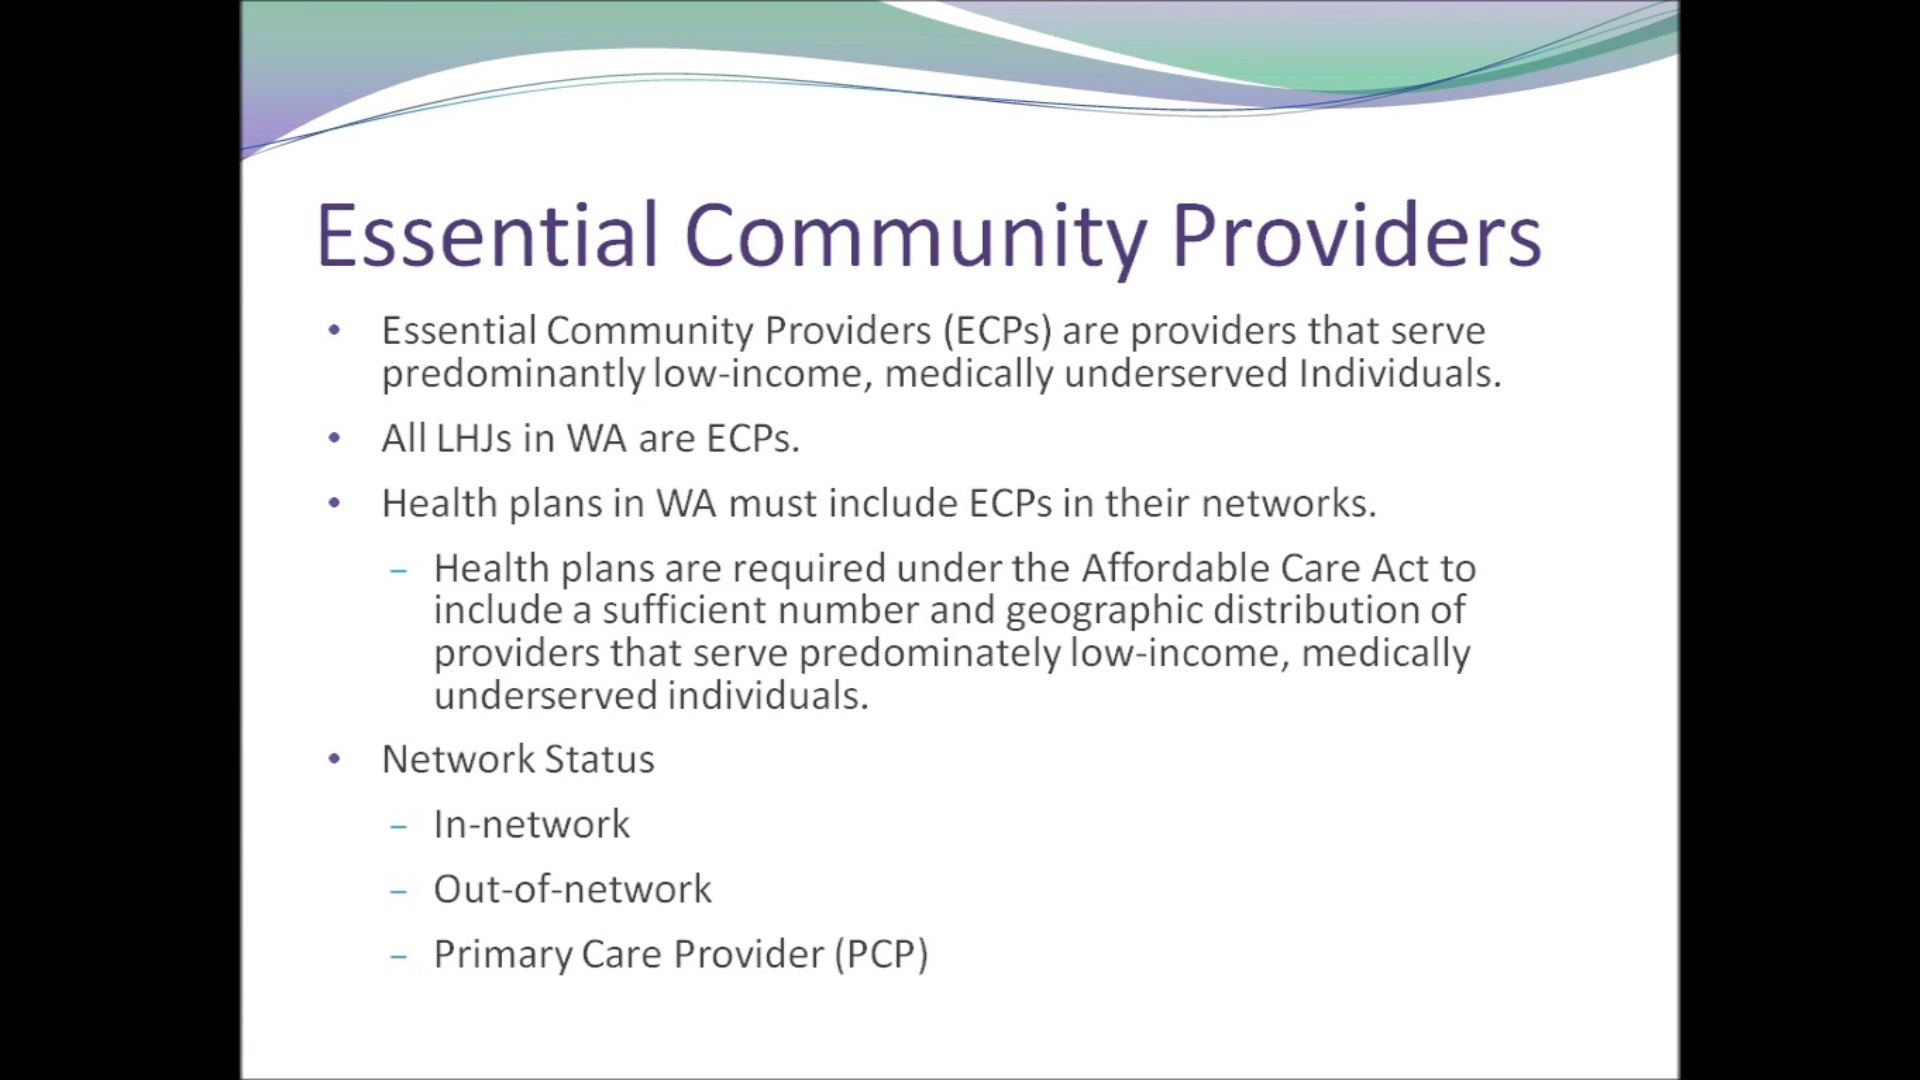 Essential Community Providers
• Essential Community Providers (ECPs) are providers that serve
predominantly low-income, medically underserved Individuals.
• All LHJs in WA are ECPs.
• Health plans in WA must include ECPs in their networks.
– Health plans are required under the Affordable Care Act to
include a sufficient number and geographic distribution of
providers that serve predominately low-income, medically
underserved individuals.
• Network Status
– In-network
– Out-of-network
– Primary Care Provider (PCP)